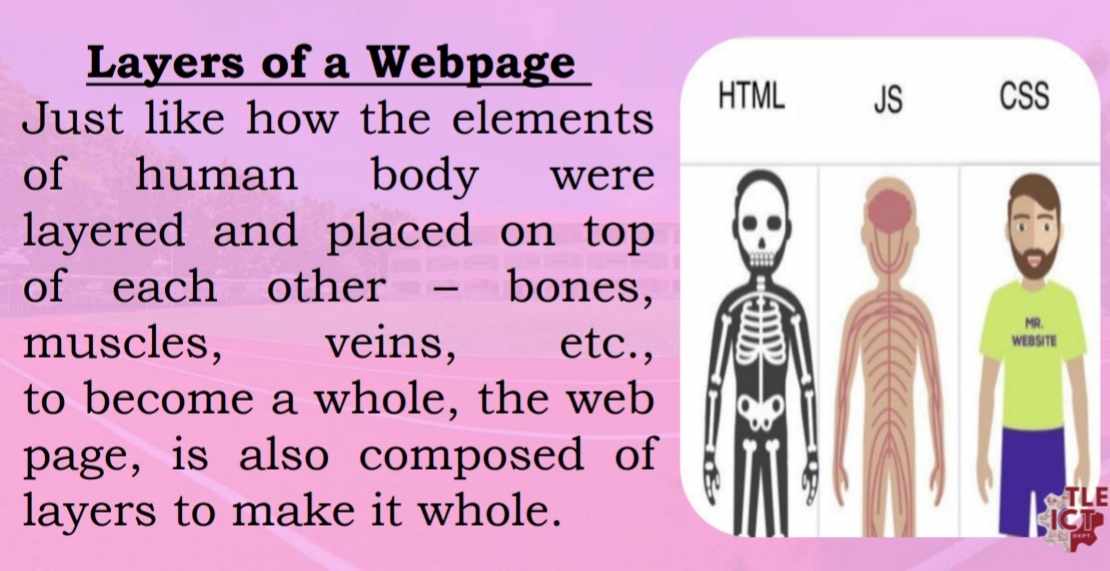 Layers of a Webpage
Just like how the elements
of human body were
layered and placed on top
of each other – bones,
muscles, veins, etc.,
to become a whole, the web
page, is also composed of
layers to make it whole.
HTML JS CSS
MR.
WEBSITE
TLE
ICT
DEPT.